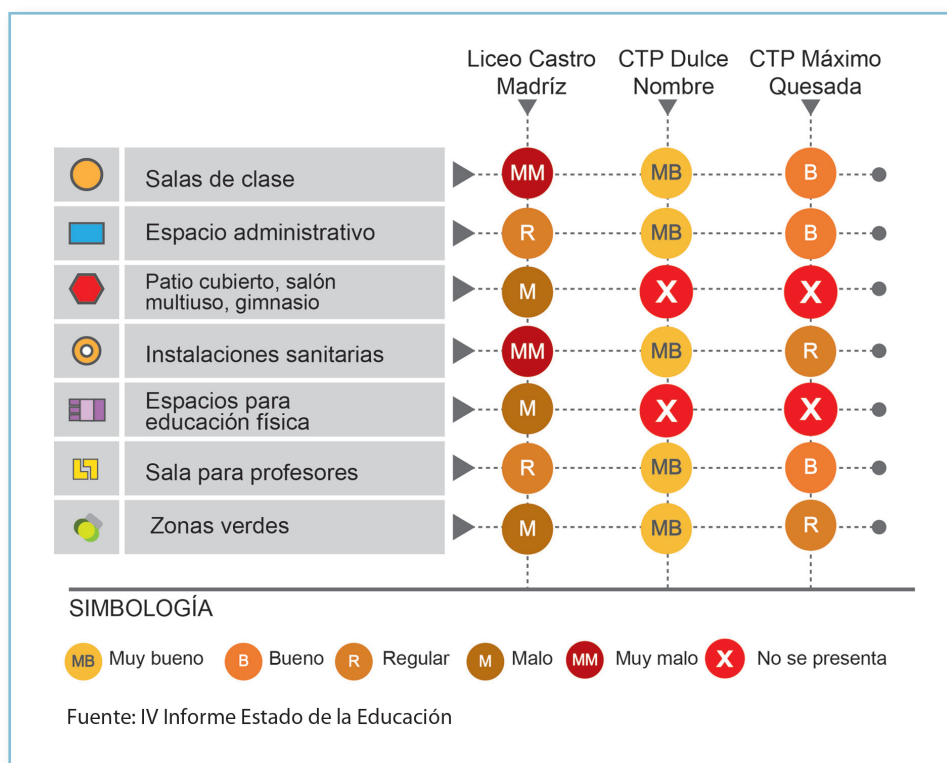 Liceo Castro Madríz
CTP Dulce Nombre
CTP Máximo Quesada
Salas de clase
MM
MB
B
Espacio administrativo
R
MB
B
Patio cubierto, salón
multiuso, gimnasio
M
X
X
Instalaciones sanitarias
MM
MB
R
Espacios para
educación física
M
X
X
Sala para profesores
R
MB
B
Zonas verdes
M
MB
R
SIMBOLOGÍA
MB Muy bueno B Bueno R Regular M Malo MM Muy malo X No se presenta
Fuente: IV Informe Estado de la Educación